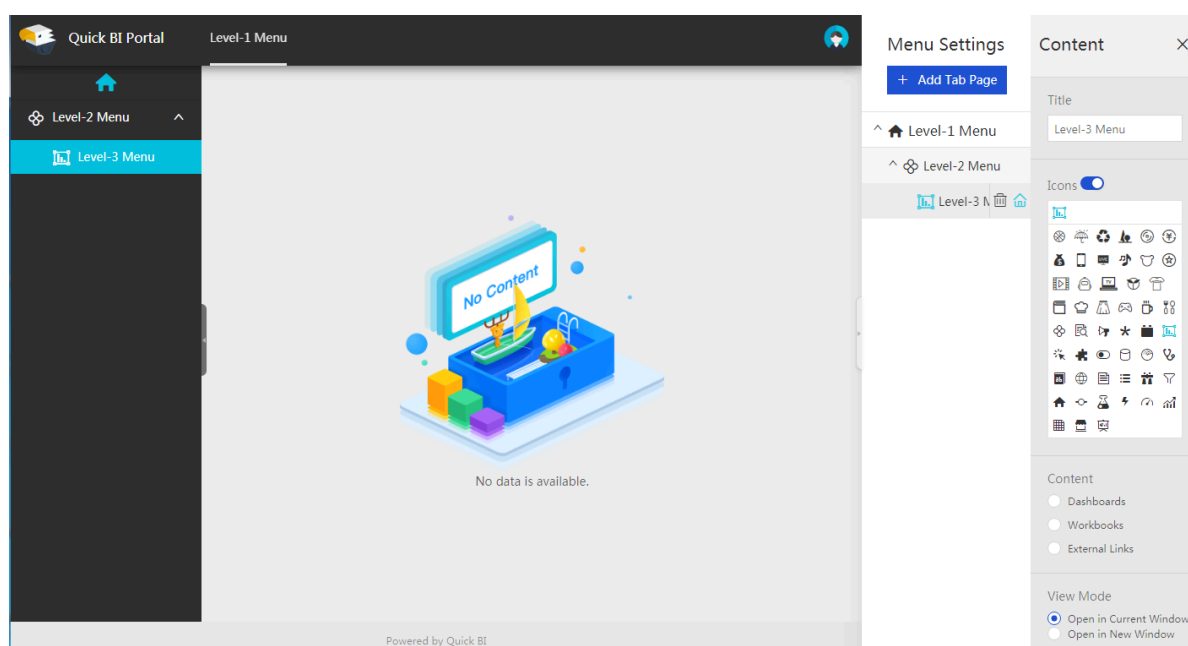 Quick BI Portal
Level-1 Menu
Level-2 Menu
Level-3 Menu
No Content
No data is available.
Powered by Quick BI
Menu Settings
+ Add Tab Page
Level-1 Menu
Level-2 Menu
Level-3 M
Content
Title
Level-3 Menu
Icons
Content
Dashboards
Workbooks
External Links
View Mode
Open in Current Window
Open in New Window